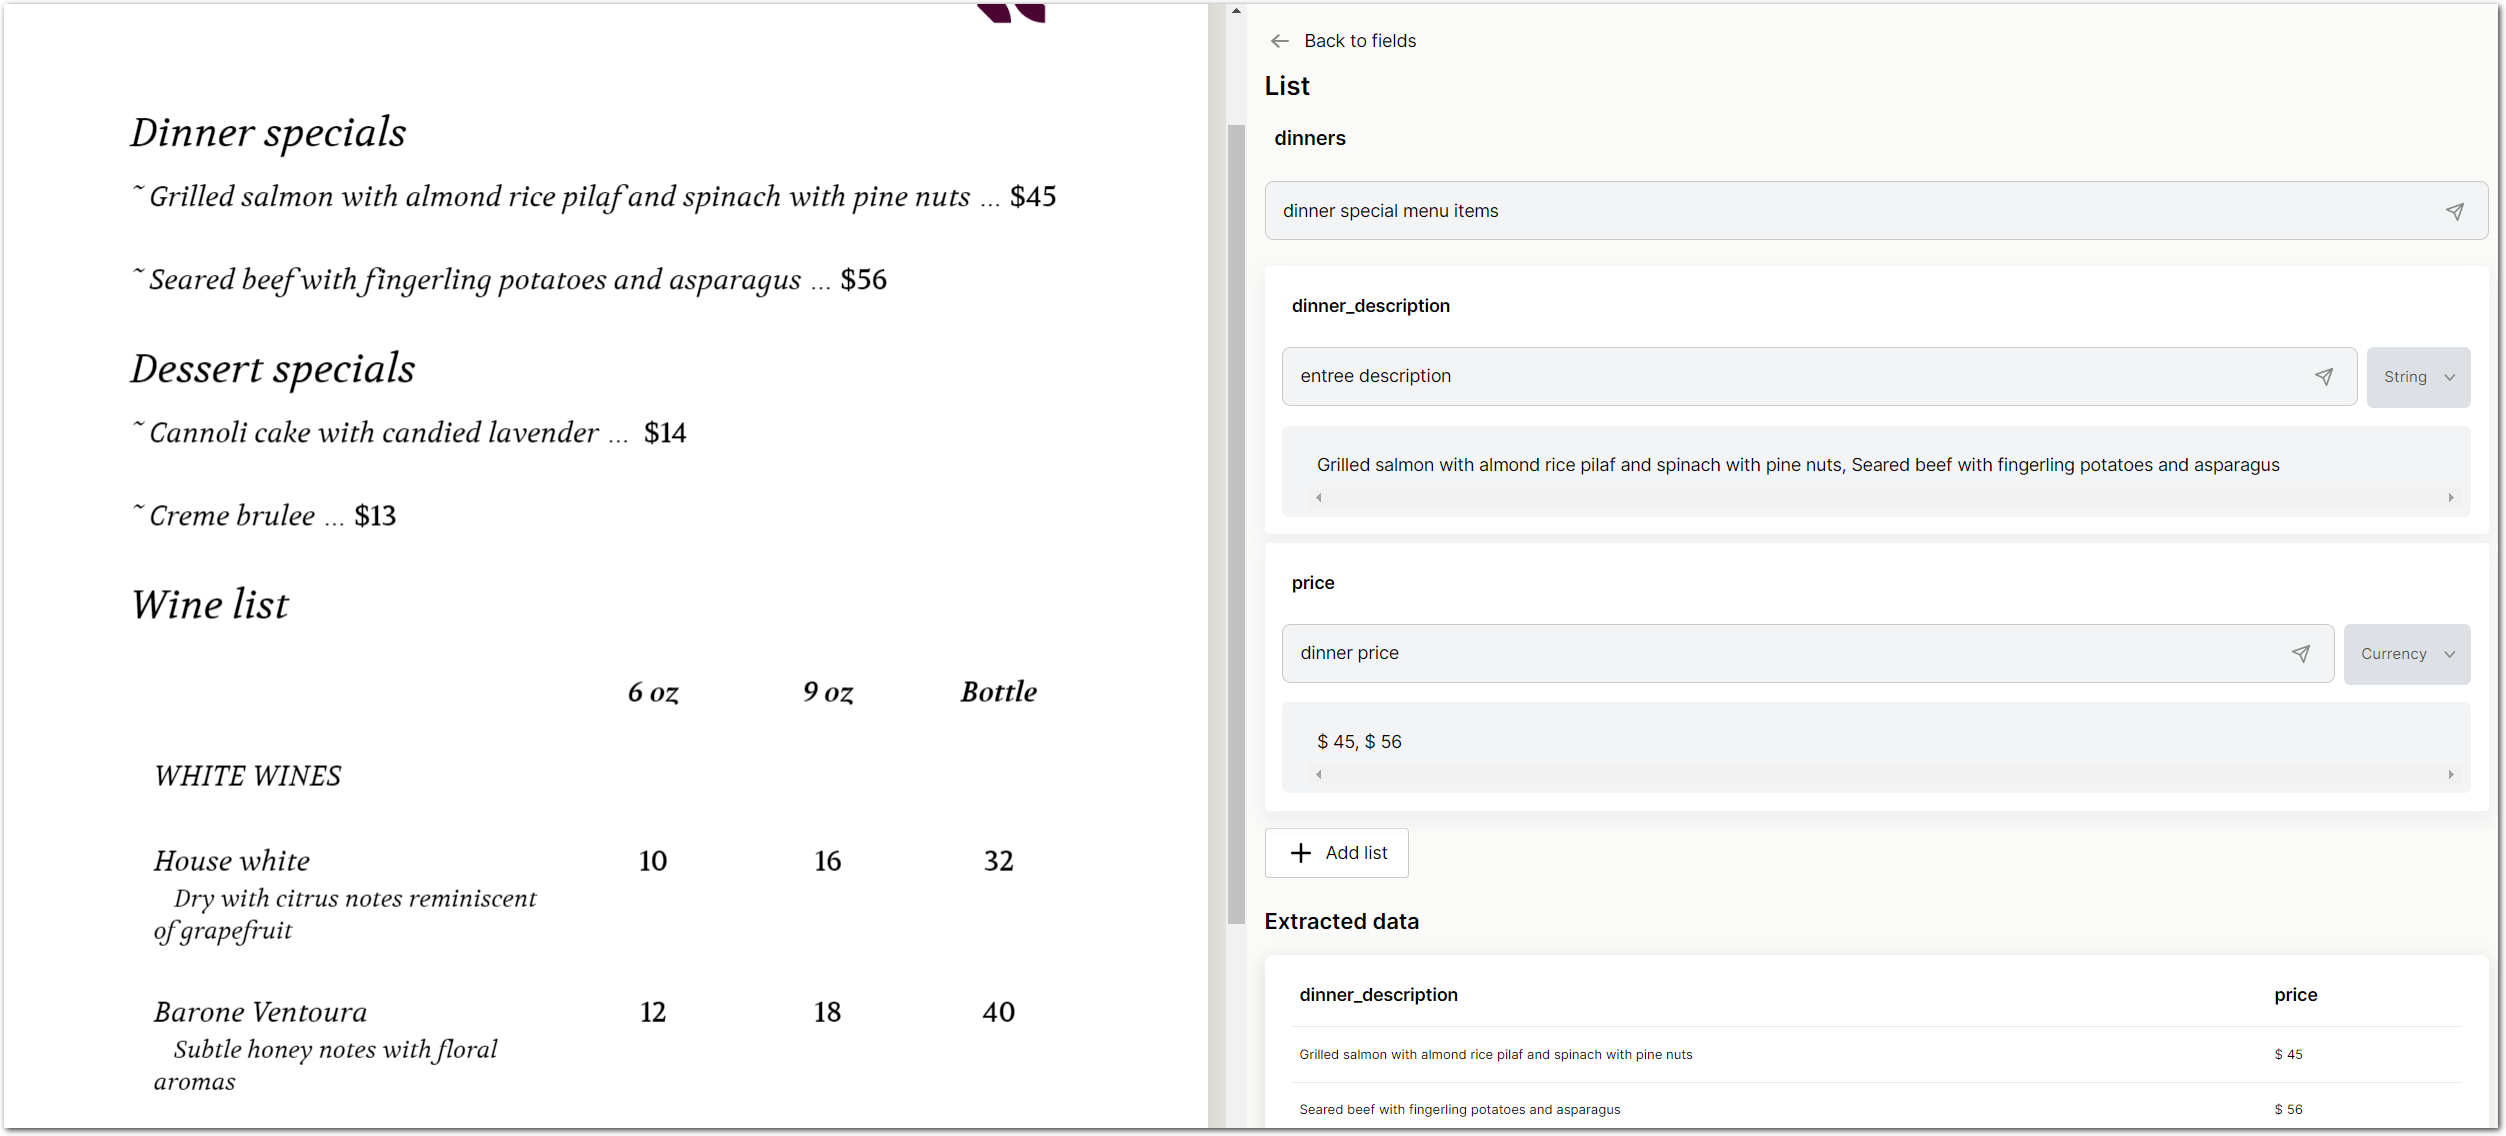 Dinner specials
~ Grilled salmon with almond rice pilaf and spinach with pine nuts ... $45
~ Seared beef with fingerling potatoes and asparagus ... $56
Dessert specials
~ Cannoli cake with candied lavender ... $14
~ Creme brulee ... $13
Wine list
6 oz 9 oz Bottle
WHITE WINES
House white 10 16 32
Dry with citrus notes reminiscent
of grapefruit
Barone Ventoura 12 18 40
Subtle honey notes with floral
aromas
Back to fields
List
dinners
dinner special menu items
dinner_description
entree description
String
Grilled salmon with almond rice pilaf and spinach with pine nuts, Seared beef with fingerling potatoes and asparagus
price
dinner price
Currency
$ 45, $ 56
Add list
Extracted data
dinner_description price
Grilled salmon with almond rice pilaf and spinach with pine nuts $ 45
Seared beef with fingerling potatoes and asparagus $ 56